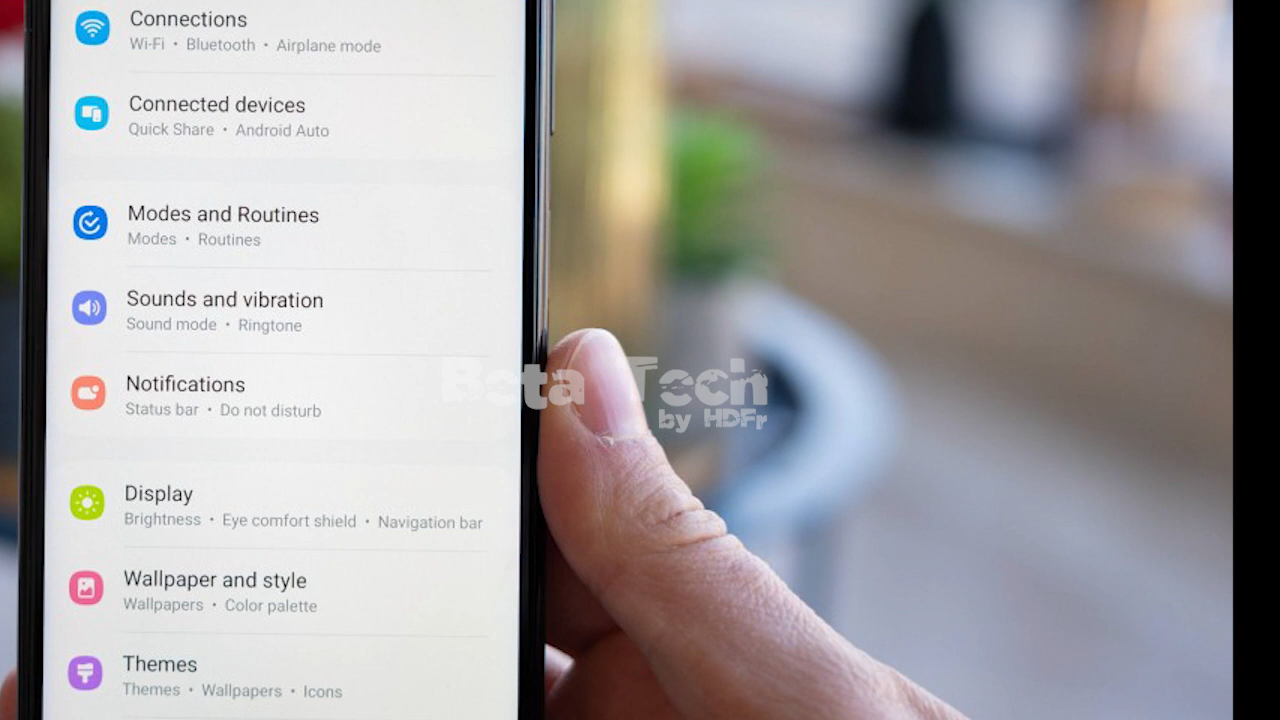 Connections
Wi-Fi • Bluetooth • Airplane mode
Connected devices
Quick Share • Android Auto
Modes and Routines
Modes • Routines
Sounds and vibration
Sound mode • Ringtone
Notifications
Status bar • Do not disturb
Beta Tech
by HDFr
Display
Brightness • Eye comfort shield • Navigation bar
Wallpaper and style
Wallpapers • Color palette
Themes
Themes • Wallpapers • Icons